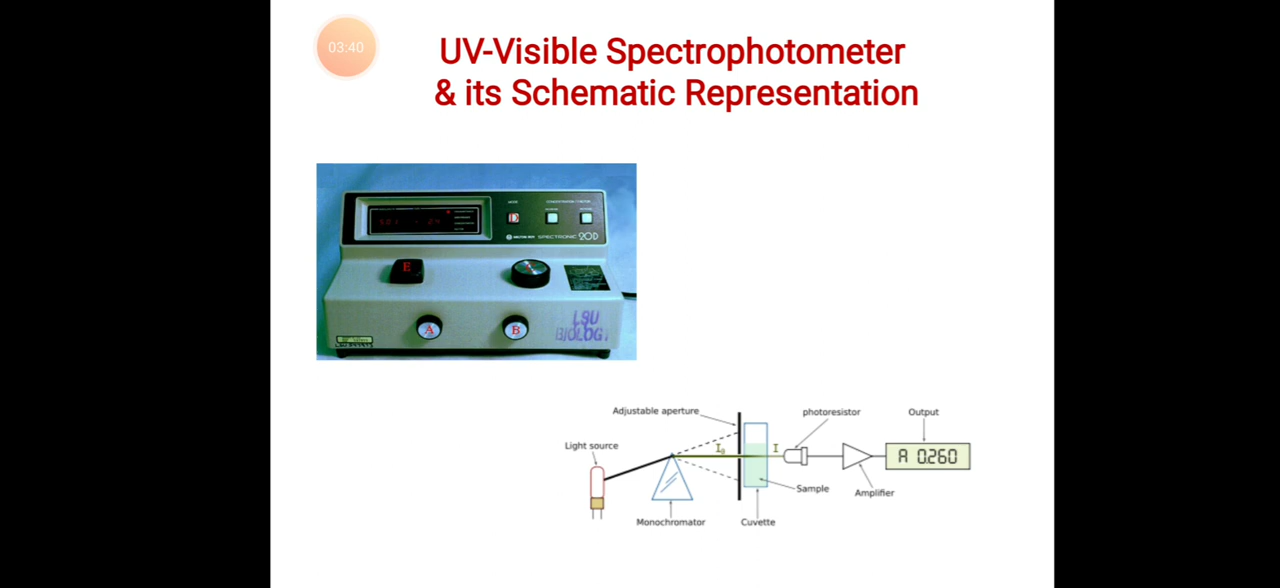 03:40
UV-Visible Spectrophotometer
& its Schematic Representation
MODE
D
SPECTRONIC 20D
E
A
B
LSU
BIOLOGY
Adjustable aperture
photoresistor
Output
Light source
I0
I
A 0.260
Sample
Amplifier
Monochromator
Cuvette